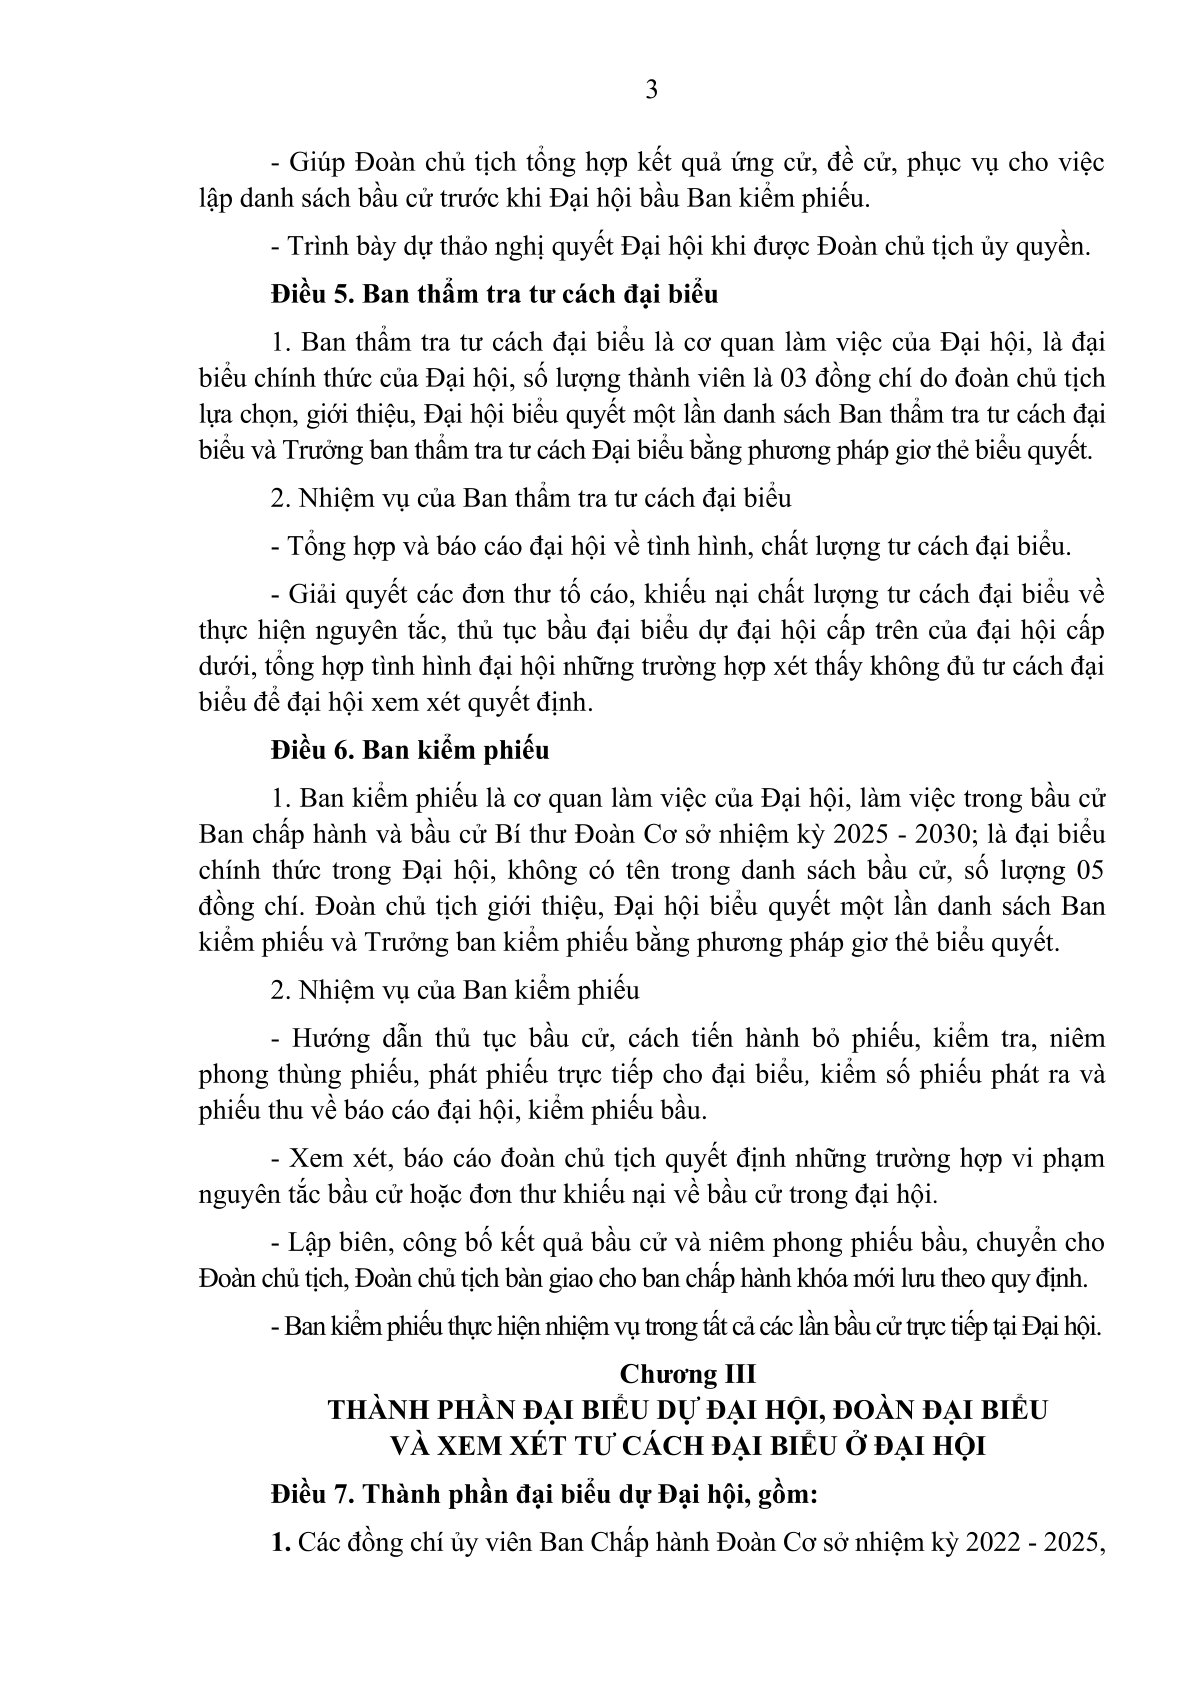 3
- Giúp Đoàn chủ tịch tổng hợp kết quả ứng cử, đề cử, phục vụ cho việc
lập danh sách bầu cử trước khi Đại hội bầu Ban kiểm phiếu.
- Trình bày dự thảo nghị quyết Đại hội khi được Đoàn chủ tịch ủy quyền.
Điều 5. Ban thẩm tra tư cách đại biểu
1. Ban thẩm tra tư cách đại biểu là cơ quan làm việc của Đại hội, là đại
biểu chính thức của Đại hội, số lượng thành viên là 03 đồng chí do đoàn chủ tịch
lựa chọn, giới thiệu, Đại hội biểu quyết một lần danh sách Ban thẩm tra tư cách đại
biểu và Trưởng ban thẩm tra tư cách Đại biểu bằng phương pháp giơ thẻ biểu quyết.
2. Nhiệm vụ của Ban thẩm tra tư cách đại biểu
- Tổng hợp và báo cáo đại hội về tình hình, chất lượng tư cách đại biểu.
- Giải quyết các đơn thư tố cáo, khiếu nại chất lượng tư cách đại biểu về
thực hiện nguyên tắc, thủ tục bầu đại biểu dự đại hội cấp trên của đại hội cấp
dưới, tổng hợp tình hình đại hội những trường hợp xét thấy không đủ tư cách đại
biểu để đại hội xem xét quyết định.
Điều 6. Ban kiểm phiếu
1. Ban kiểm phiếu là cơ quan làm việc của Đại hội, làm việc trong bầu cử
Ban chấp hành và bầu cử Bí thư Đoàn Cơ sở nhiệm kỳ 2025 - 2030; là đại biểu
chính thức trong Đại hội, không có tên trong danh sách bầu cử, số lượng 05
đồng chí. Đoàn chủ tịch giới thiệu, Đại hội biểu quyết một lần danh sách Ban
kiểm phiếu và Trưởng ban kiểm phiếu bằng phương pháp giơ thẻ biểu quyết.
2. Nhiệm vụ của Ban kiểm phiếu
- Hướng dẫn thủ tục bầu cử, cách tiến hành bỏ phiếu, kiểm tra, niêm
phong thùng phiếu, phát phiếu trực tiếp cho đại biểu, kiểm số phiếu phát ra và
phiếu thu về báo cáo đại hội, kiểm phiếu bầu.
- Xem xét, báo cáo đoàn chủ tịch quyết định những trường hợp vi phạm
nguyên tắc bầu cử hoặc đơn thư khiếu nại về bầu cử trong đại hội.
- Lập biên, công bố kết quả bầu cử và niêm phong phiếu bầu, chuyển cho
Đoàn chủ tịch, Đoàn chủ tịch bàn giao cho ban chấp hành khóa mới lưu theo quy định.
- Ban kiểm phiếu thực hiện nhiệm vụ trong tất cả các lần bầu cử trực tiếp tại Đại hội.
Chương III
THÀNH PHẦN ĐẠI BIỂU DỰ ĐẠI HỘI, ĐOÀN ĐẠI BIỂU
VÀ XEM XÉT TƯ CÁCH ĐẠI BIỂU Ở ĐẠI HỘI
Điều 7. Thành phần đại biểu dự Đại hội, gồm:
1. Các đồng chí ủy viên Ban Chấp hành Đoàn Cơ sở nhiệm kỳ 2022 - 2025,